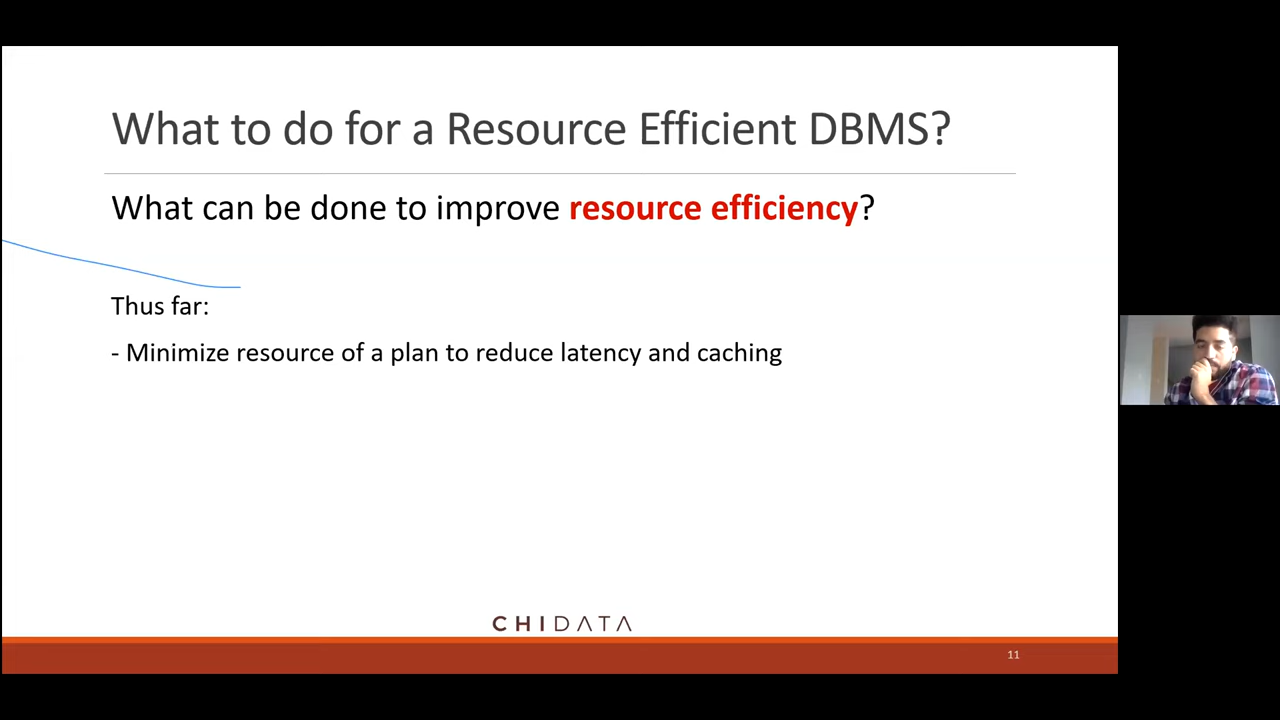 What to do for a Resource Efficient DBMS?
What can be done to improve resource efficiency?
Thus far:
- Minimize resource of a plan to reduce latency and caching
CHIDATA
11